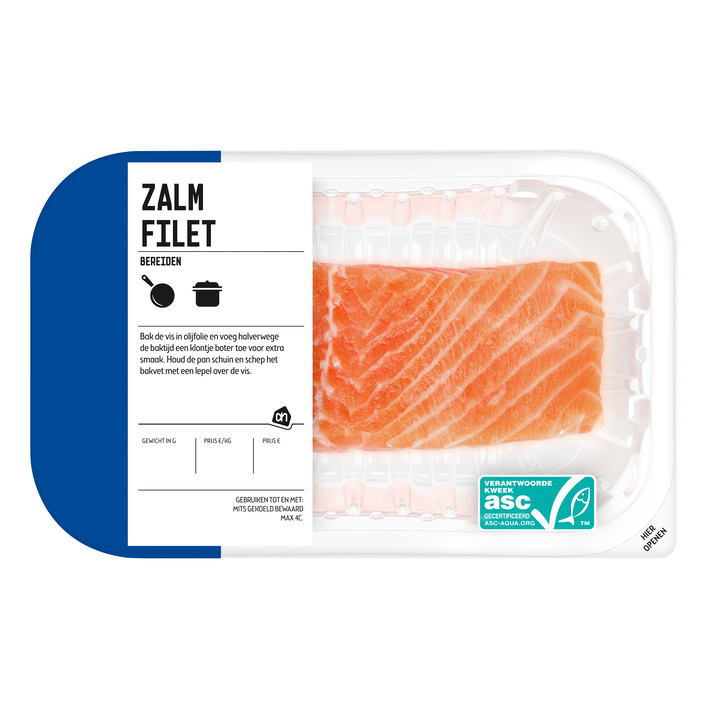 ZALM
FILET
BEREIDEN
Bak de vis in olijfolie en voeg halverwege
de baktijd een klontje boter toe voor extra
smaak. Houd de pan schuin en schep het
bakvet met een lepel over de vis.
ah
GEWICHT IN G
PRIJS €/KG
PRIJS €
GEBRUIKEN TOT EN MET:
MITS GEKOELD BEWAARD
MAX 4C.
VERANTWOORDE
KWEEK
asc
GECERTIFICEERD
ASC-AQUA.ORG
TM
HIER
OPENEN